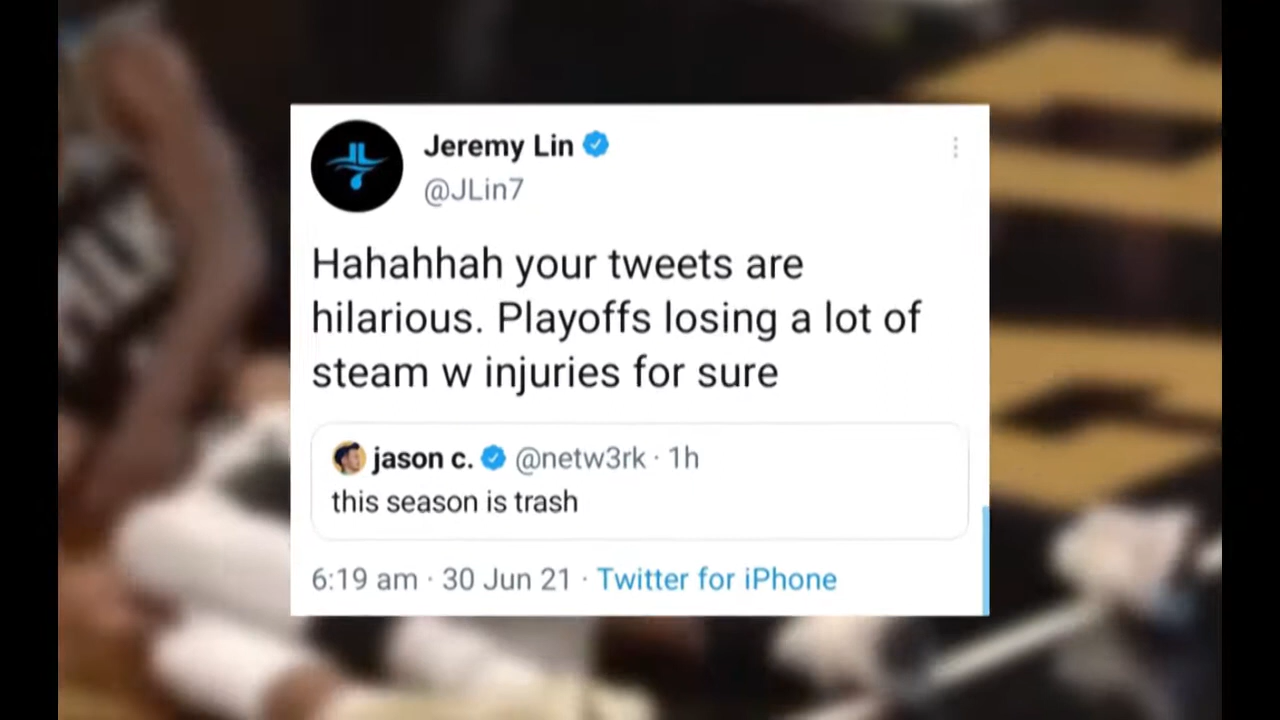 Jeremy Lin
@JLin7
Hahahhah your tweets are
hilarious. Playoffs losing a lot of
steam w injuries for sure
jason c. @netw3rk · 1h
this season is trash
6:19 am · 30 Jun 21 · Twitter for iPhone